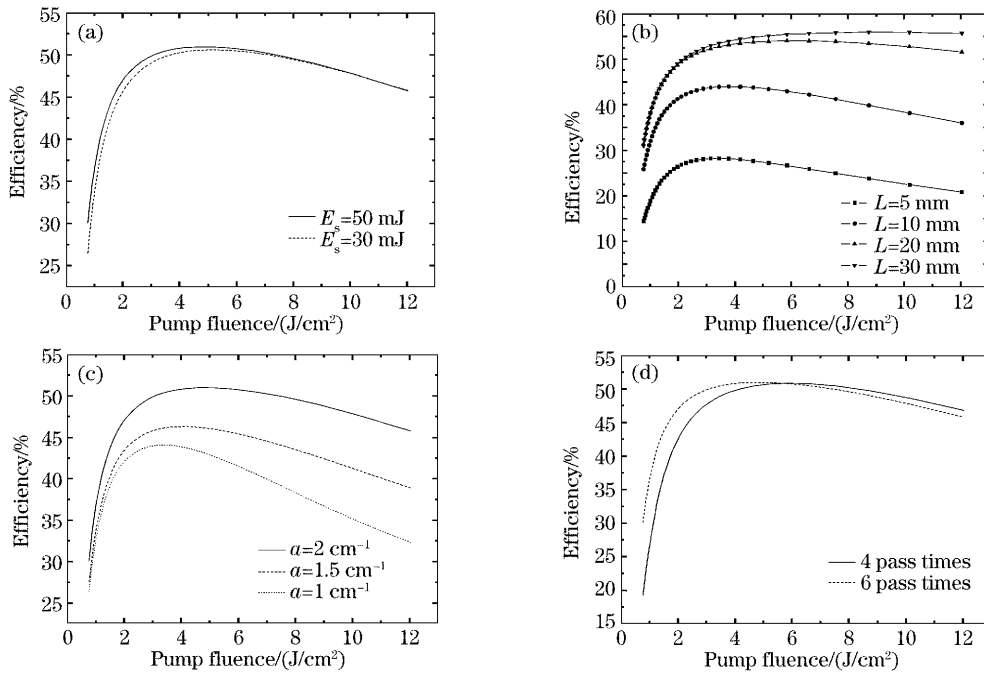 (a)
55
50
45
40
35
30
25
Efficiency/%
E_s=50 mJ
E_s=30 mJ
0 2 4 6 8 10 12
Pump fluence/(J/cm²)
(b)
60
50
40
30
20
10
0
Efficiency/%
L=5 mm
L=10 mm
L=20 mm
L=30 mm
0 2 4 6 8 10 12
Pump fluence/(J/cm²)
(c)
55
50
45
40
35
30
25
Efficiency/%
a=2 cm⁻¹
a=1.5 cm⁻¹
a=1 cm⁻¹
0 2 4 6 8 10 12
Pump fluence/(J/cm²)
(d)
55
50
45
40
35
30
25
20
15
Efficiency/%
4 pass times
6 pass times
0 2 4 6 8 10 12
Pump fluence/(J/cm²)